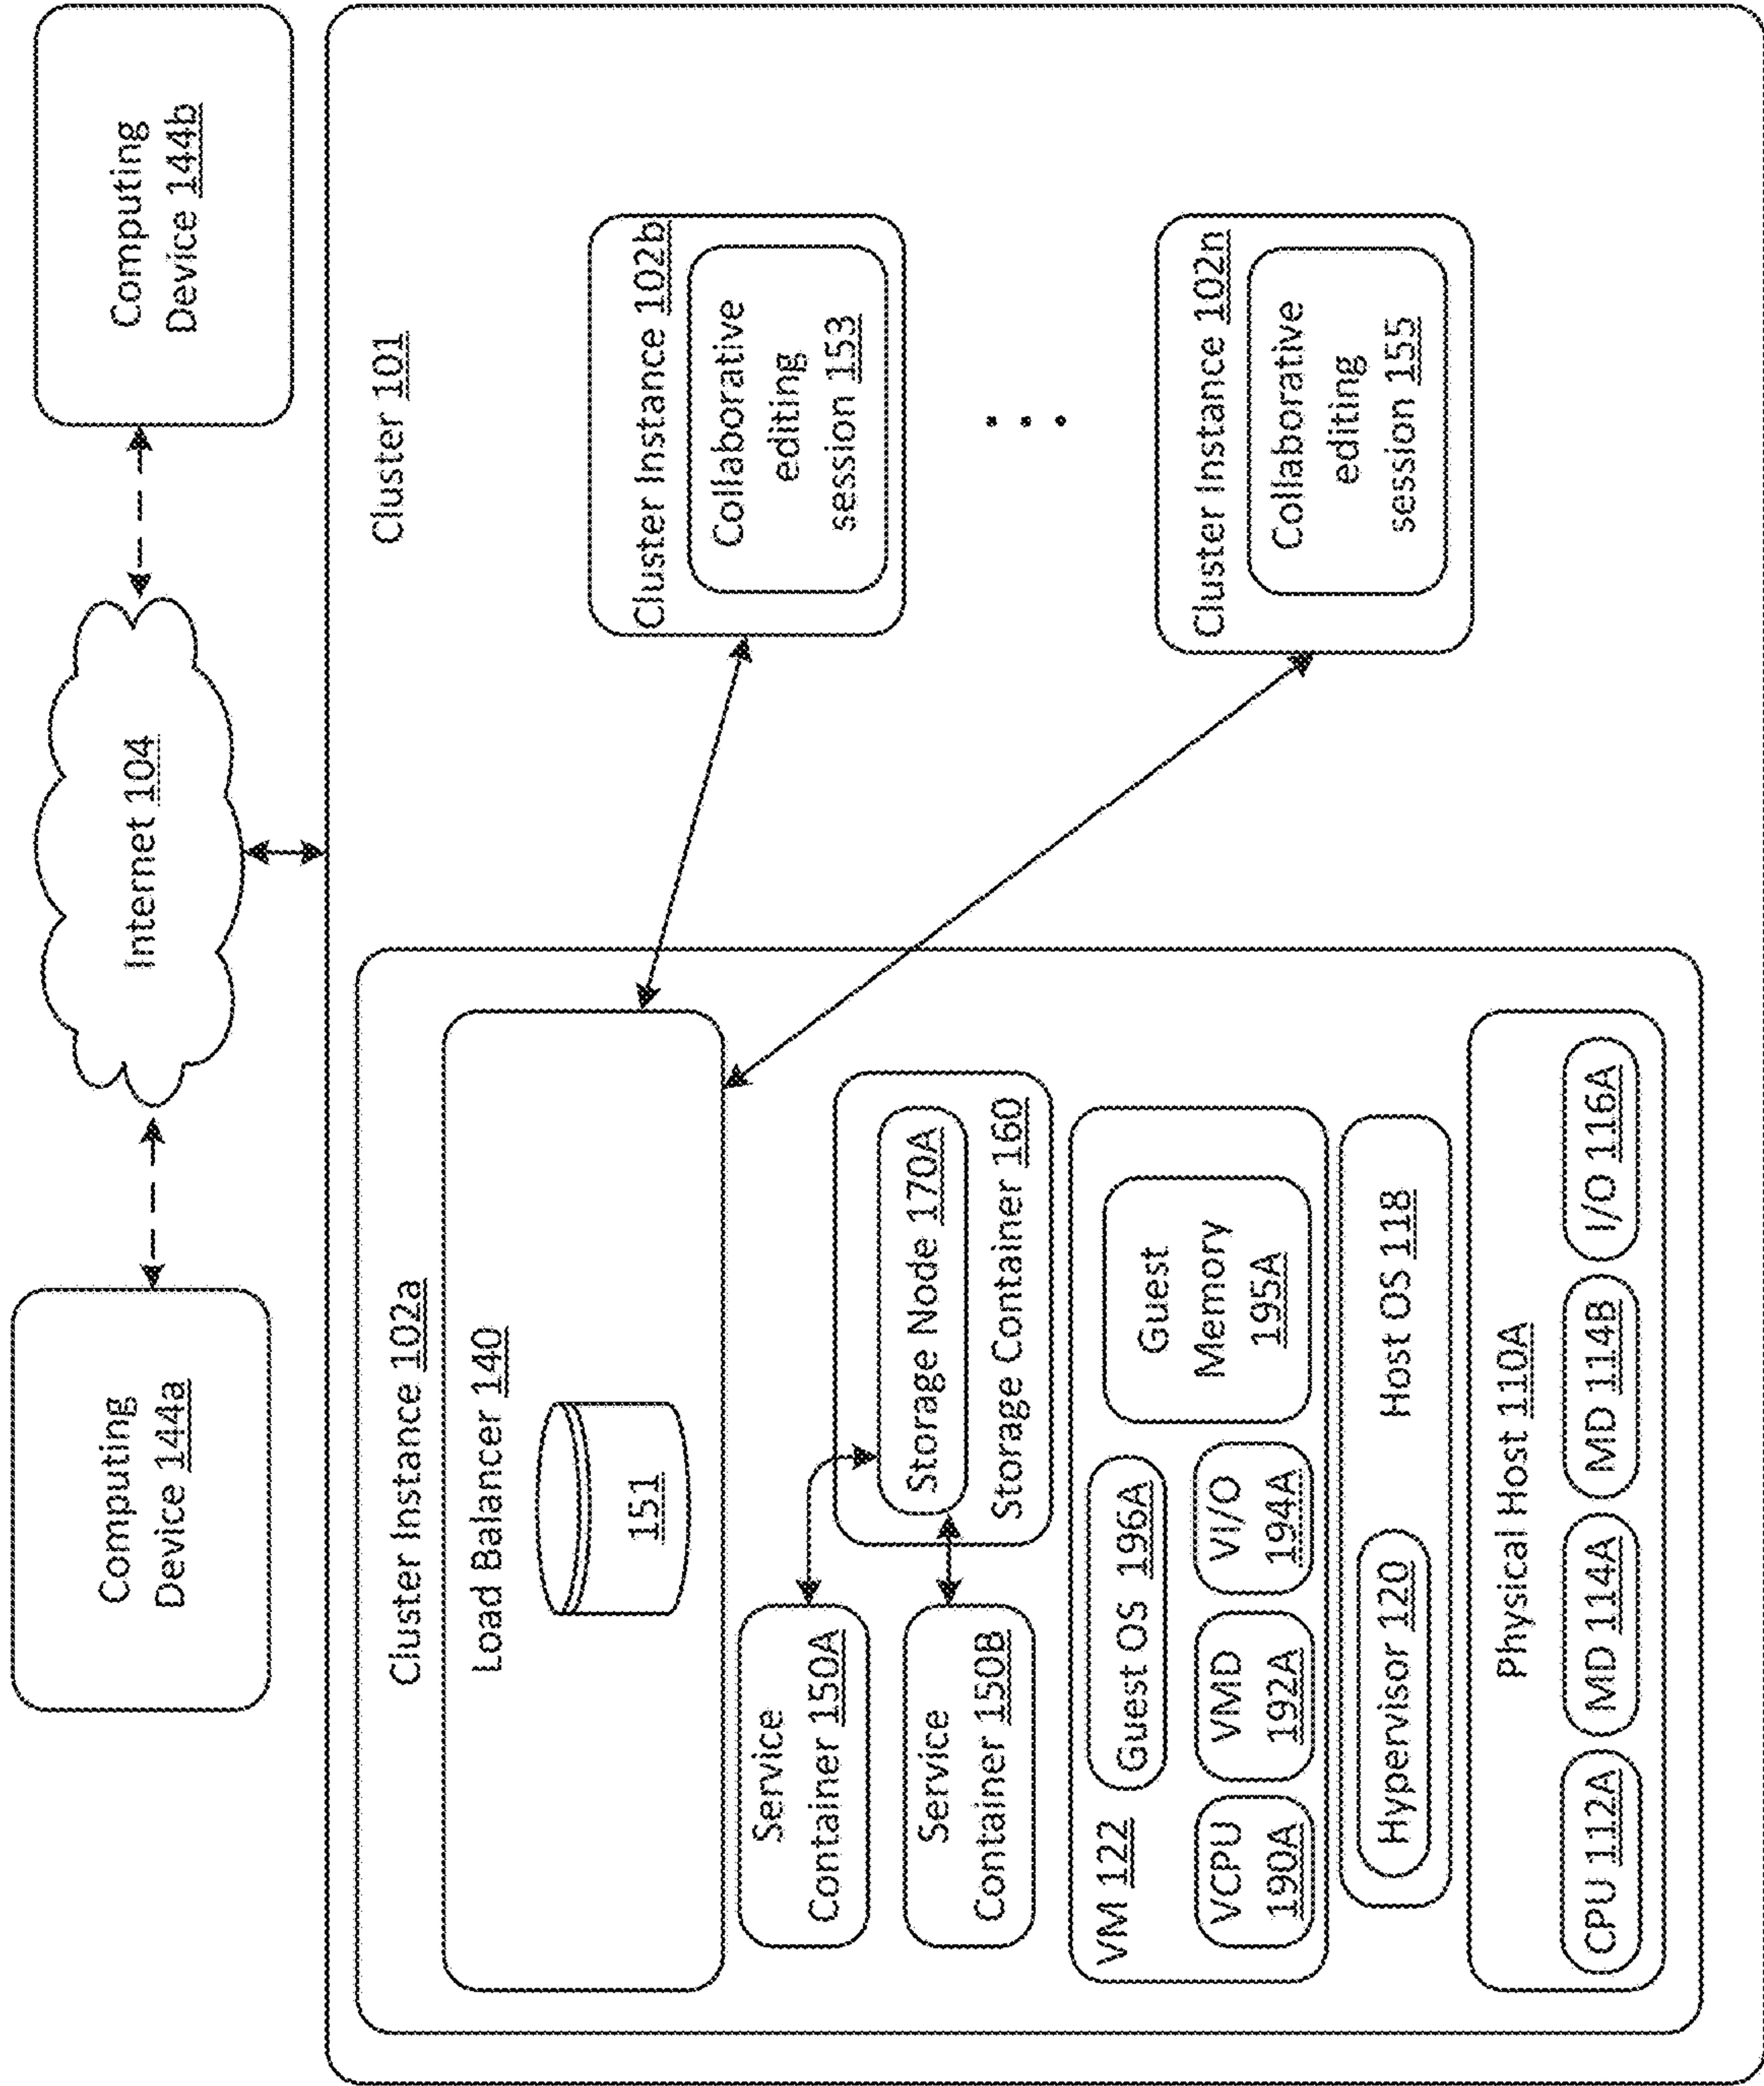 Computing
Device 144a
Internet 104
Computing
Device 144b
Cluster 101
Cluster Instance 102a
Load Balancer 140
151
Service
Container 150A
Service
Container 150B
Storage Node 170A
Storage Container 160
VM 122
Guest OS 196A
VCPU
190A
VMD
192A
VI/O
194A
Guest
Memory
195A
Hypervisor 120
Host OS 118
Physical Host 110A
CPU 112A
MD 114A
MD 114B
I/O 116A
Cluster Instance 102b
Collaborative
editing
session 153
Cluster Instance 102n
Collaborative
editing
session 155